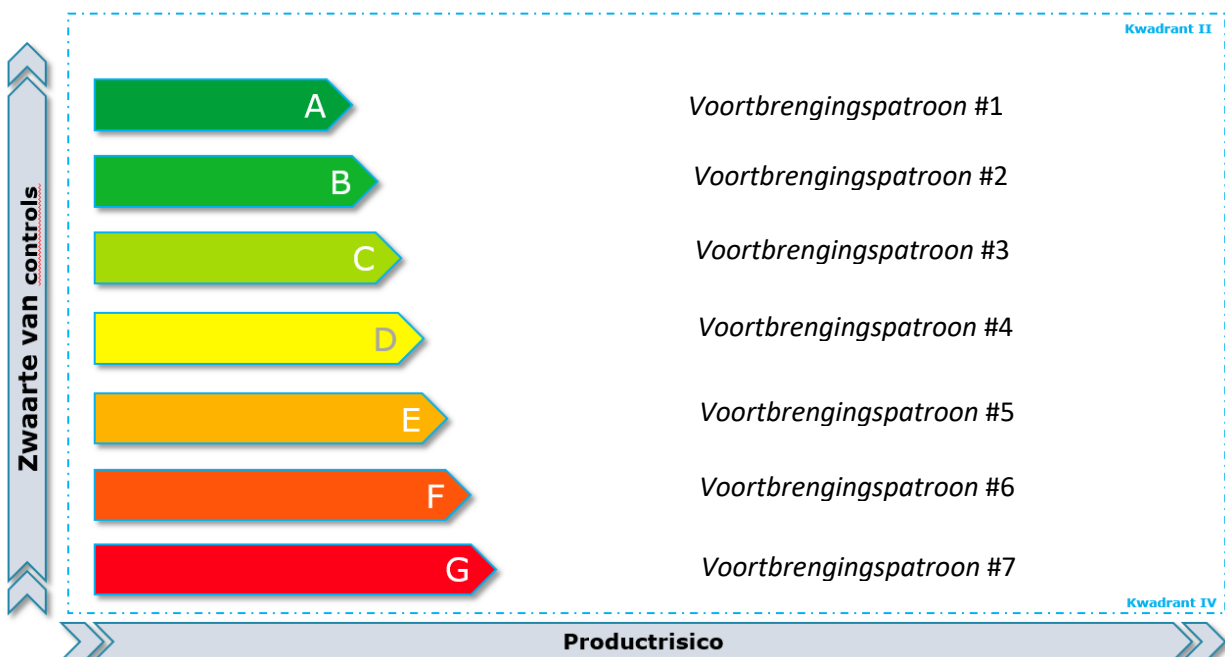 Kwadrant II
Zwaarte van controls
A
Voortbrengingspatroon #1
B
Voortbrengingspatroon #2
C
Voortbrengingspatroon #3
D
Voortbrengingspatroon #4
E
Voortbrengingspatroon #5
F
Voortbrengingspatroon #6
G
Voortbrengingspatroon #7
Kwadrant IV
Productrisico